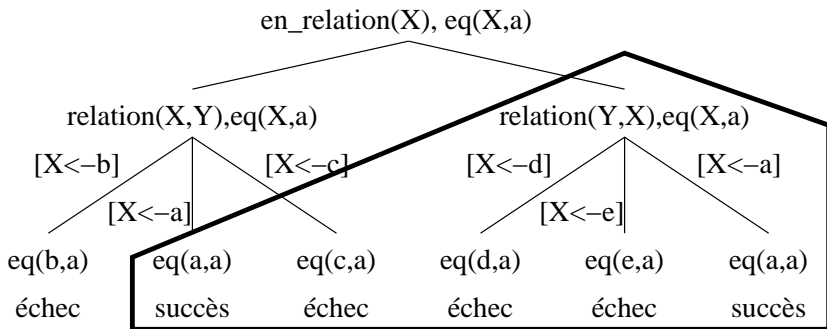 en_relation(X), eq(X,a)
relation(X,Y),eq(X,a) relation(Y,X),eq(X,a)
[X<−b] [X<−c] [X<−d] [X<−a]
[X<−a] [X<−e]
eq(b,a) eq(a,a) eq(c,a) eq(d,a) eq(e,a) eq(a,a)
échec succès échec échec échec succès